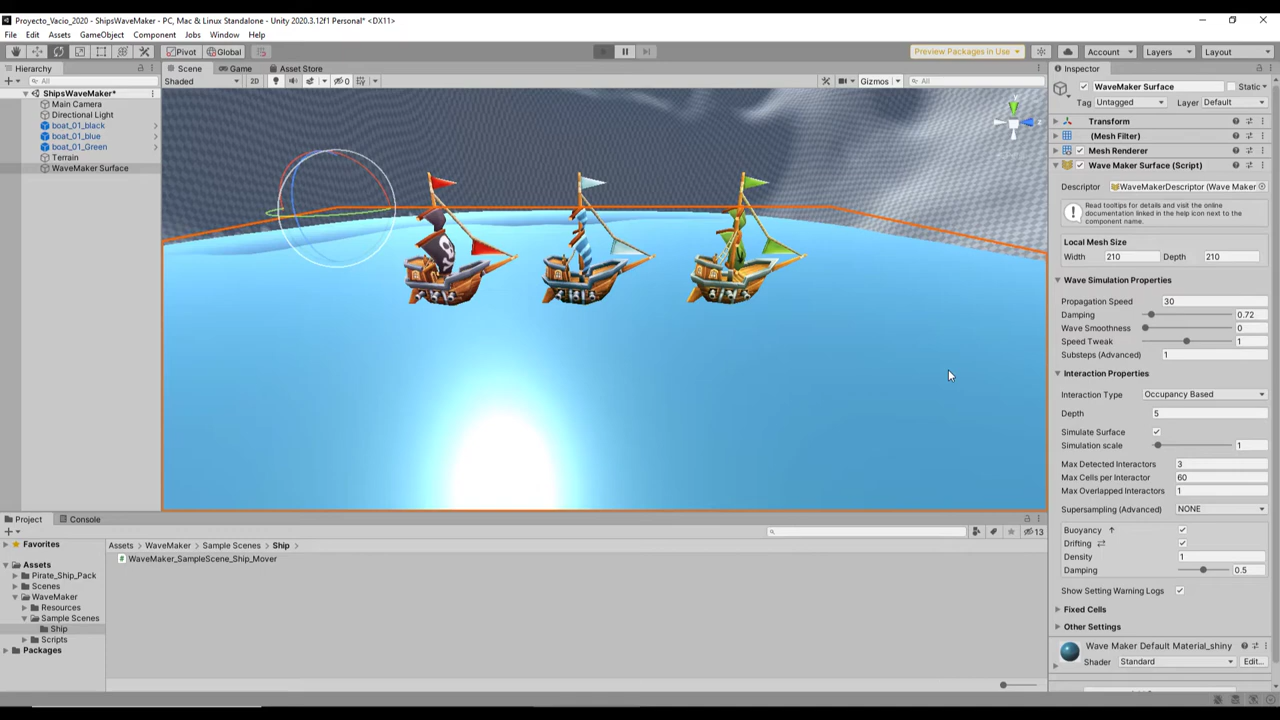 Proyecto_Vacio_2020 - ShipsWaveMaker - PC, Mac & Linux Standalone - Unity 2020.3.12f1 Personal* <DX11>
File Edit Assets GameObject Component Jobs Window Help
Pivot Global Preview Packages in Use Account Layers Layout
Hierarchy Scene Game Asset Store Inspector
All Shaded 2D 0 Gizmos All
ShipsWaveMaker*
Main Camera
Directional Light
boat_01_black
boat_01_blue
boat_01_Green
Terrain
WaveMaker Surface
y
z
WaveMaker Surface Static
Tag Untagged Layer Default
Transform
(Mesh Filter)
Mesh Renderer
Wave Maker Surface (Script)
Descriptor WaveMakerDescriptor (Wave Maker
Read tooltips for details and visit the online
documentation linked in the help icon next to the
component name.
Local Mesh Size
Width 210 Depth 210
Wave Simulation Properties
Propagation Speed 30
Damping 0.72
Wave Smoothness 0
Speed Tweak 1
Substeps (Advanced) 1
Interaction Properties
Interaction Type Occupancy Based
Depth 5
Simulate Surface
Simulation scale 1
Max Detected Interactors 3
Max Cells per Interactor 60
Max Overlapped Interactors 1
Supersampling (Advanced) NONE
Buoyancy
Drifting
Density 1
Damping 0.5
Show Setting Warning Logs
Fixed Cells
Other Settings
Wave Maker Default Material_shiny
Shader Standard Edit...
Project Console
13
Favorites
Assets
Pirate_Ship_Pack
Scenes
WaveMaker
Resources
Sample Scenes
Ship
Scripts
Packages
Assets > WaveMaker > Sample Scenes > Ship >
WaveMaker_SampleScene_Ship_Mover